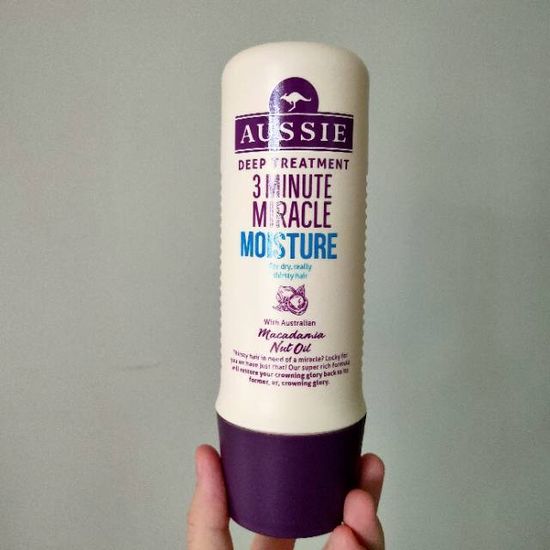 AUSSIE
DEEP TREATMENT
3 MINUTE
MIRACLE
MOISTURE
For dry, really
thirsty hair
With Australian
Macadamia
Nut Oil
Thirsty hair in need of a miracle? Lucky for
you we have just that! Our super rich formula
will restore your crowning glory back to its
former, er, crowning glory.